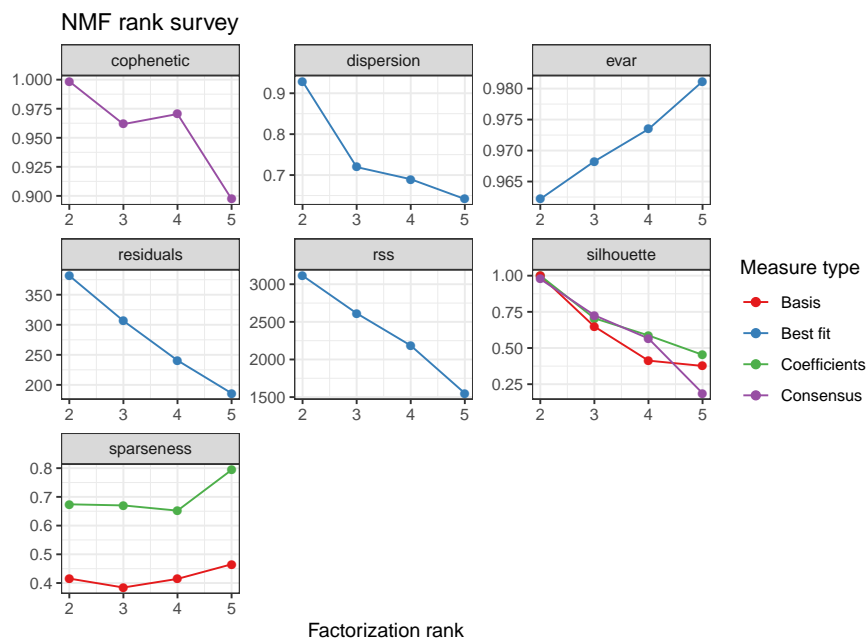 NMF rank survey
cophenetic
1.000
0.975
0.950
0.925
0.900
2 3 4 5
dispersion
0.9
0.8
0.7
2 3 4 5
evar
0.980
0.975
0.970
0.965
2 3 4 5
residuals
350
300
250
200
2 3 4 5
rss
3000
2500
2000
1500
2 3 4 5
silhouette
1.00
0.75
0.50
0.25
2 3 4 5
Measure type
Basis
Best fit
Coefficients
Consensus
sparseness
0.8
0.7
0.6
0.5
0.4
2 3 4 5
Factorization rank